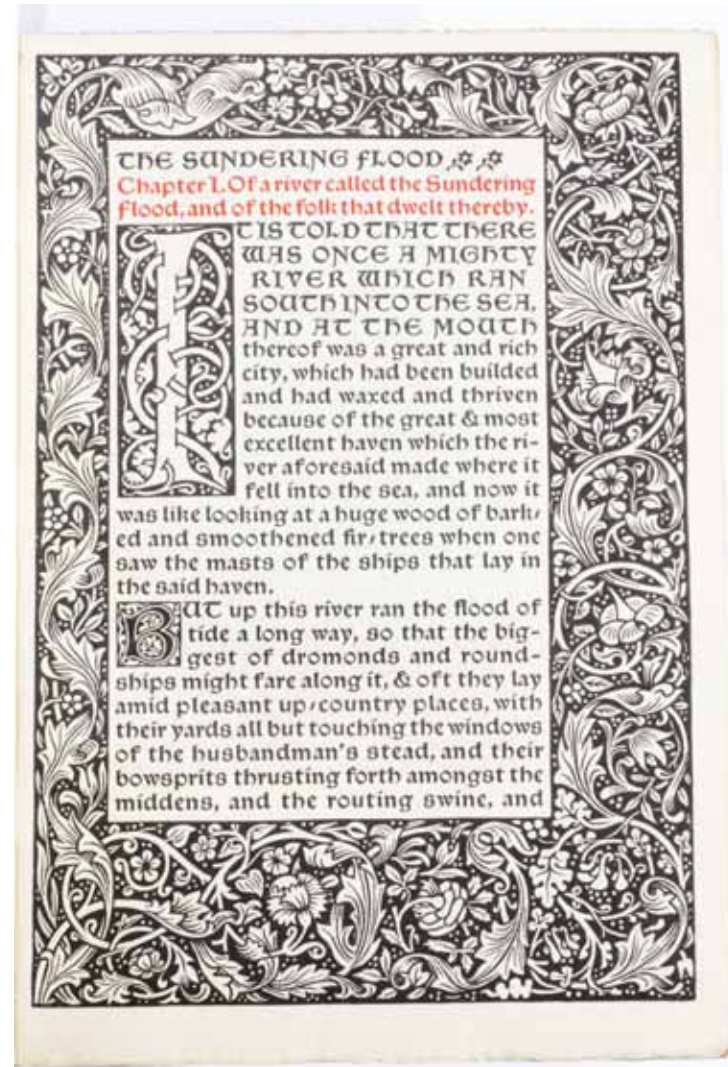 THE SUNDERING FLOOD
Chapter I. Of a river called the Sundering
Flood, and of the folk that dwelt thereby.
IT IS TOLD THAT THERE
WAS ONCE A MIGHTY
RIVER WHICH RAN
SOUTH INTO THE SEA,
AND AT THE MOUTH
thereof was a great and rich
city, which had been builded
and had waxed and thriven
because of the great & most
excellent haven which the ri-
ver aforesaid made where it
fell into the sea, and now it
was like looking at a huge wood of bark-
ed and smoothened fir-trees when one
saw the masts of the ships that lay in
the said haven.
BUT up this river ran the flood of
tide a long way, so that the big-
gest of dromonds and round-
ships might fare along it, & oft they lay
amid pleasant up-country places, with
their yards all but touching the windows
of the husbandman's stead, and their
bowsprits thrusting forth amongst the
middens, and the routing swine, and